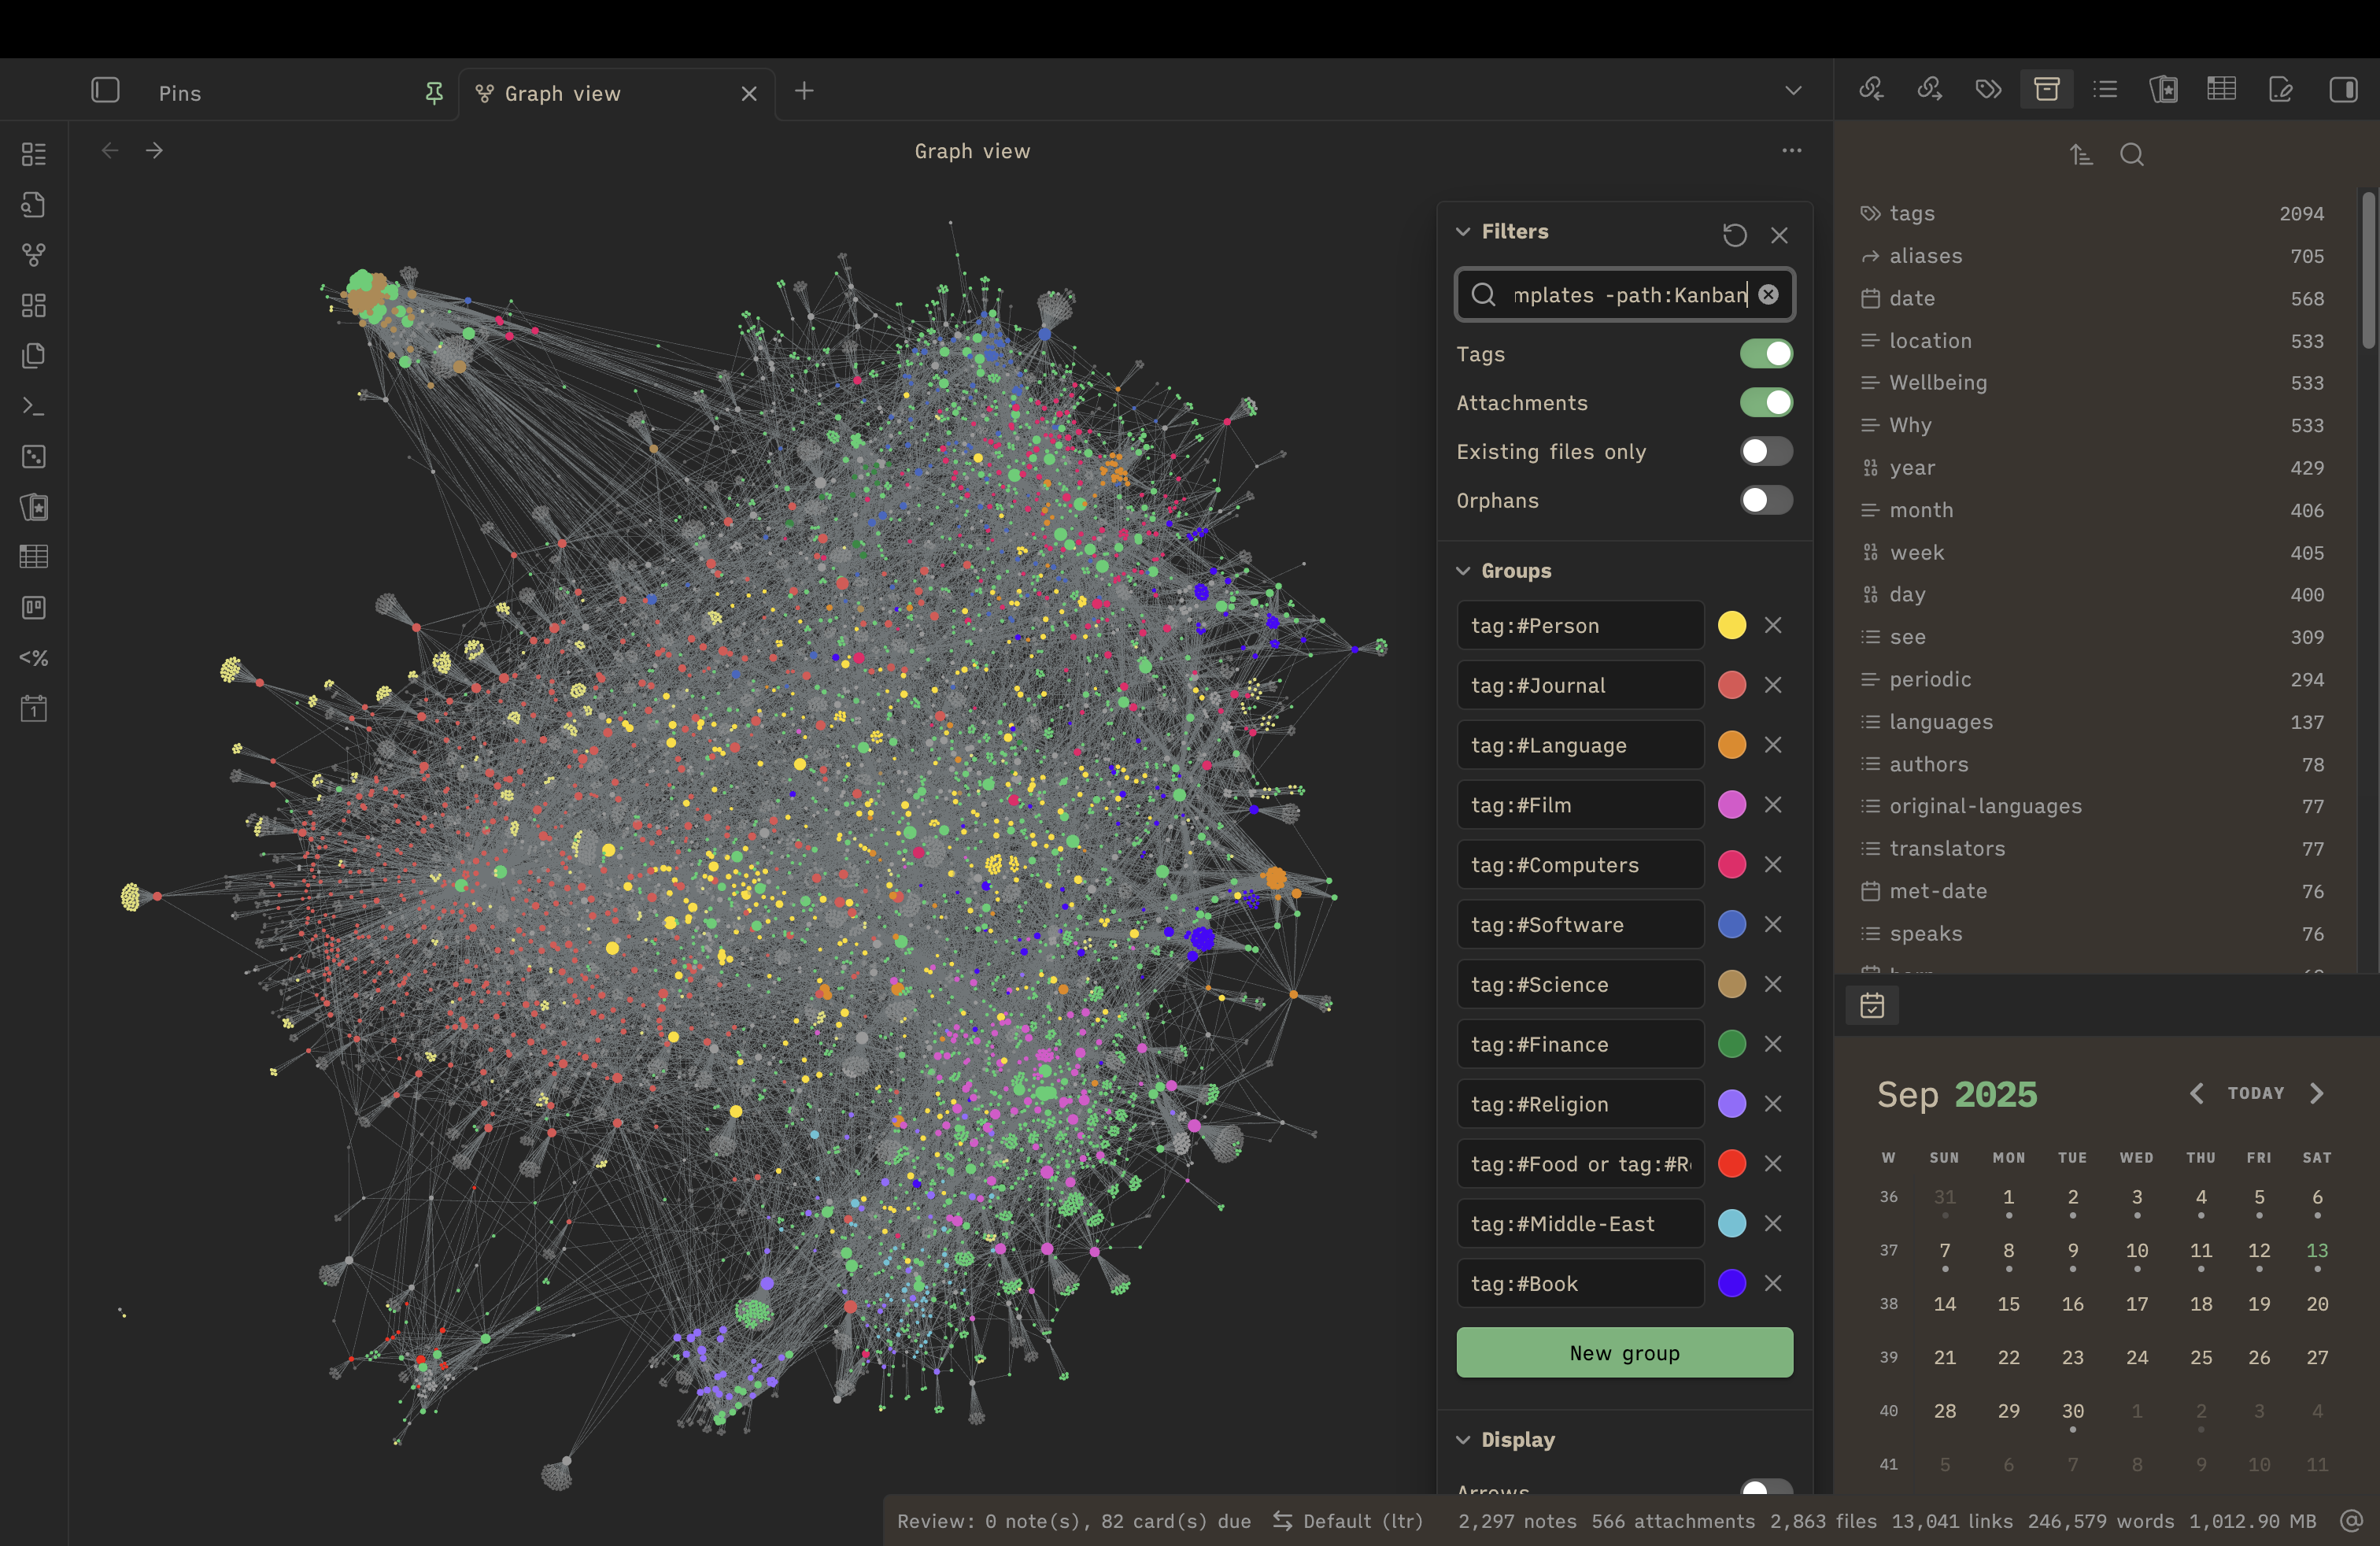 Pins
Graph view
Graph view
Filters
mplates -path:Kanban
Tags
Attachments
Existing files only
Orphans
Groups
tag:#Person
tag:#Journal
tag:#Language
tag:#Film
tag:#Computers
tag:#Software
tag:#Science
tag:#Finance
tag:#Religion
tag:#Food or tag:#R
tag:#Middle-East
tag:#Book
New group
Display
Arrows
<%
1
tags 2094
aliases 705
date 568
location 533
Wellbeing 533
Why 533
year 429
month 406
week 405
day 400
see 309
periodic 294
languages 137
authors 78
original-languages 77
translators 77
met-date 76
speaks 76
Sep 2025 TODAY
W SUN MON TUE WED THU FRI SAT
36 31 1 2 3 4 5 6
37 7 8 9 10 11 12 13
38 14 15 16 17 18 19 20
39 21 22 23 24 25 26 27
40 28 29 30 1 2 3 4
41 5 6 7 8 9 10 11
Review: 0 note(s), 82 card(s) due Default (ltr) 2,297 notes 566 attachments 2,863 files 13,041 links 246,579 words 1,012.90 MB @